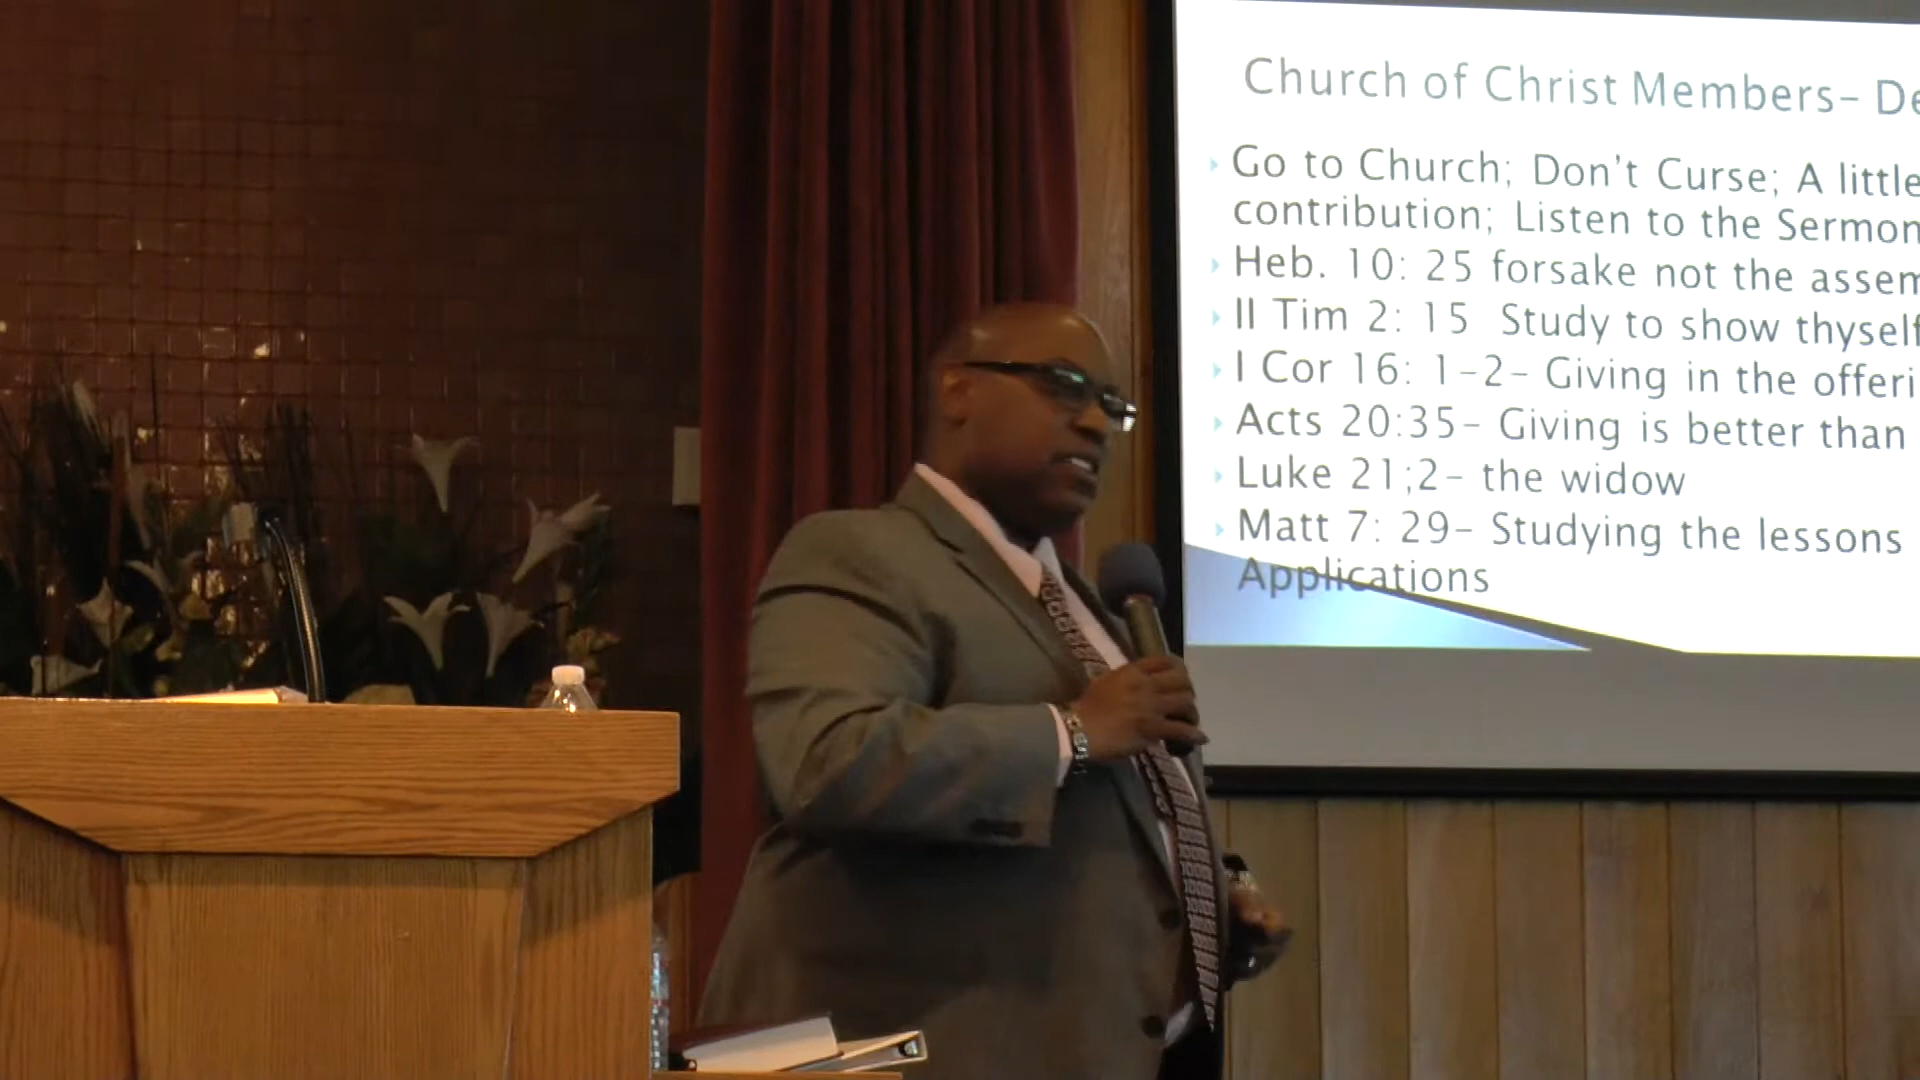 Church of Christ Members- De
Go to Church; Don't Curse; A little
contribution; Listen to the Sermon
Heb. 10: 25 forsake not the assem
II Tim 2: 15 Study to show thyself
I Cor 16: 1-2- Giving in the offeri
Acts 20:35- Giving is better than
Luke 21;2- the widow
Matt 7: 29- Studying the lessons
Applications